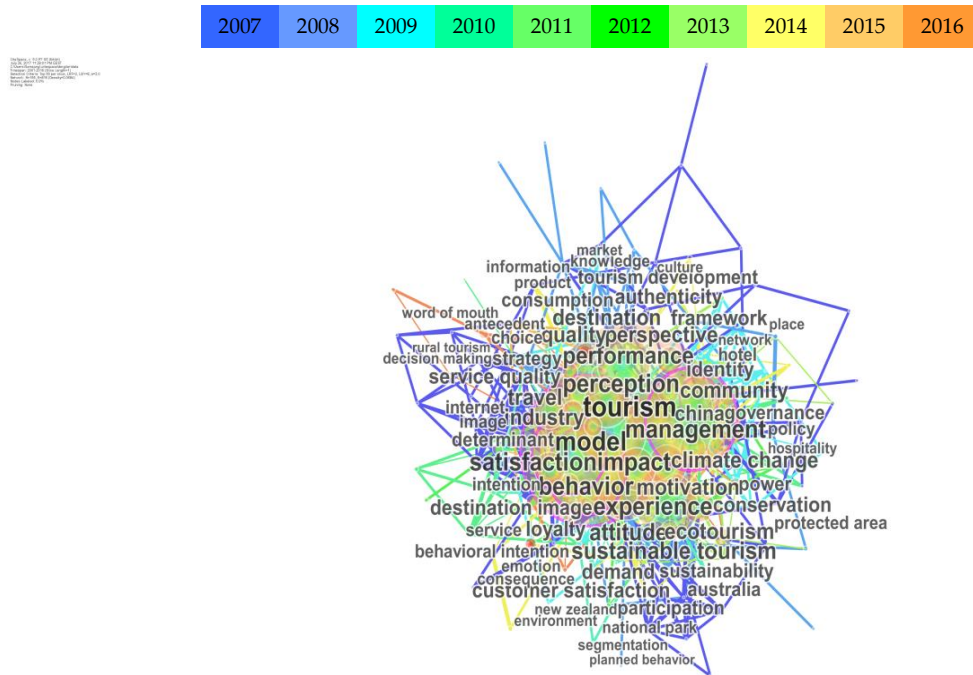 2007 2008 2009 2010 2011 2012 2013 2014 2015 2016
market
information knowledge culture
product tourism development
consumption authenticity
word of mouth destination framework place
antecedent
choice quality perspective network
rural tourism hotel
decision making strategy performance identity
service quality perception community
travel
internet tourism china governance
image industry
determinant model management policy
hospitality
satisfaction impact climate change
intention behavior motivation power
destination image experience conservation
protected area
service loyalty attitude ecotourism
behavioral intention sustainable tourism
emotion demand sustainability
consequence
customer satisfaction australia
new zealand participation
environment national park
segmentation
planned behavior